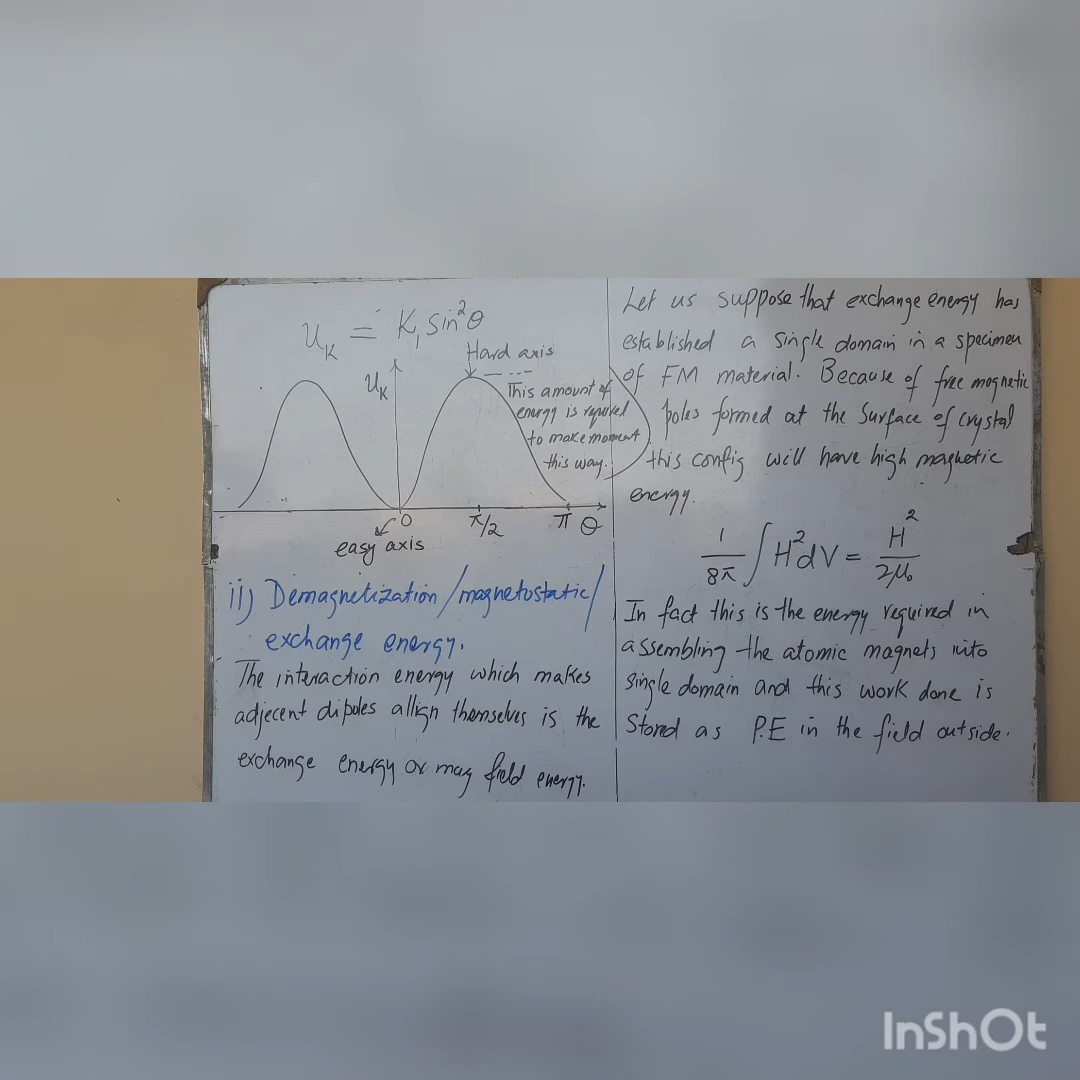 u_K = K₁ sin²θ
Hard axis
u_K
This amount of
energy is required
to make moment
this way.
0
π/2
π
θ
easy axis
ii) Demagnetization/magnetostatic/
exchange energy.
The interaction energy which makes
adjecent dipoles allign themselves is the
exchange energy or mag field energy.
Let us suppose that exchange energy has
established a single domain in a specimen
of FM material. Because of free magnetic
poles formed at the surface of crystal
this config will have high magnetic
energy.
1/8π ∫H²dV = H²/2μ₀
In fact this is the energy required in
assembling the atomic magnets into
single domain and this work done is
stored as P.E in the field outside.
InShOt